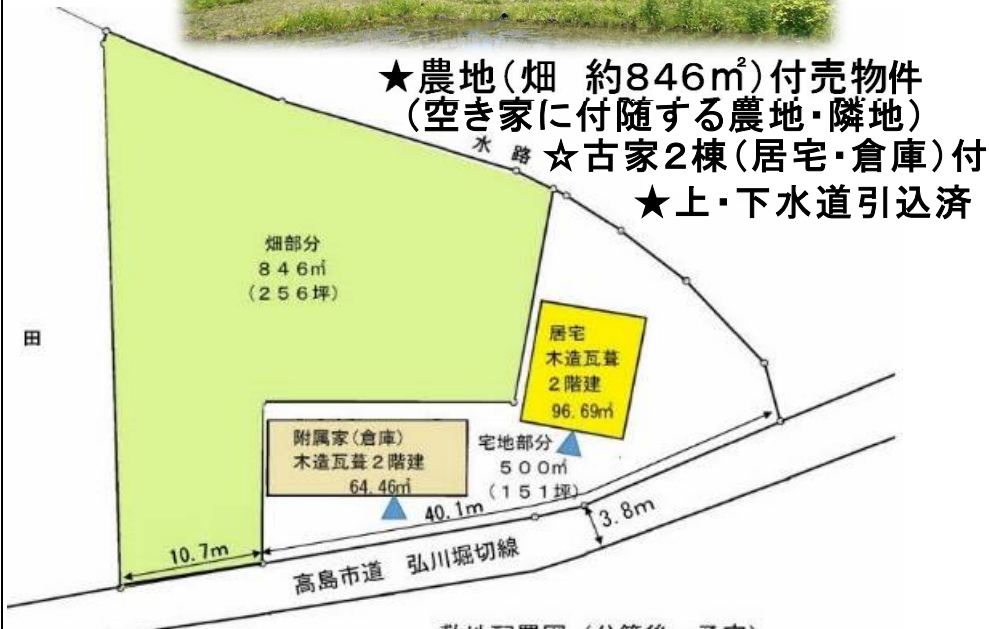 ★農地(畑 約846㎡)付売物件
(空き家に付随する農地・隣地)
☆古家2棟(居宅・倉庫)付
★上・下水道引込済
水路
畑部分
846㎡
(256坪)
田
居宅
木造瓦葺
2階建
96.69㎡
附属家(倉庫)
木造瓦葺2階建
64.46㎡
宅地部分
500㎡
(151坪)
40.1m
3.8m
10.7m
高島市道 弘川堀切線